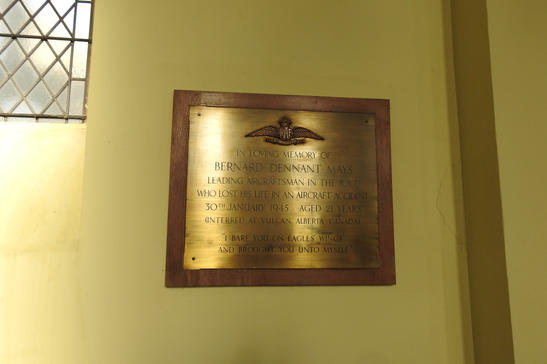 IN LOVING MEMORY OF
BERNARD DENNANT MAYS
LEADING AIRCRAFTSMAN IN THE R.A.F.
WHO LOST HIS LIFE IN AN AIRCRAFT ACCIDENT
30TH JANUARY 1945 AGED 21 YEARS
(INTERRED AT VULCAN, ALBERTA, CANADA)
"I BARE YOU ON EAGLES WINGS
AND BROUGHT YOU UNTO MYSELF"